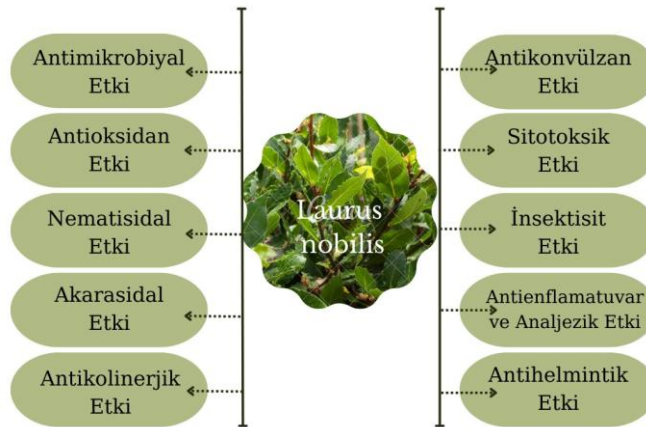 Antimikrobiyal
Etki
Antioksidan
Etki
Nematisidal
Etki
Akarasidal
Etki
Antikolinerjik
Etki
Laurus
nobilis
Antikonvülzan
Etki
Sitotoksik
Etki
İnsektisit
Etki
Antienflamatuvar
ve Analjezik Etki
Antihelmintik
Etki